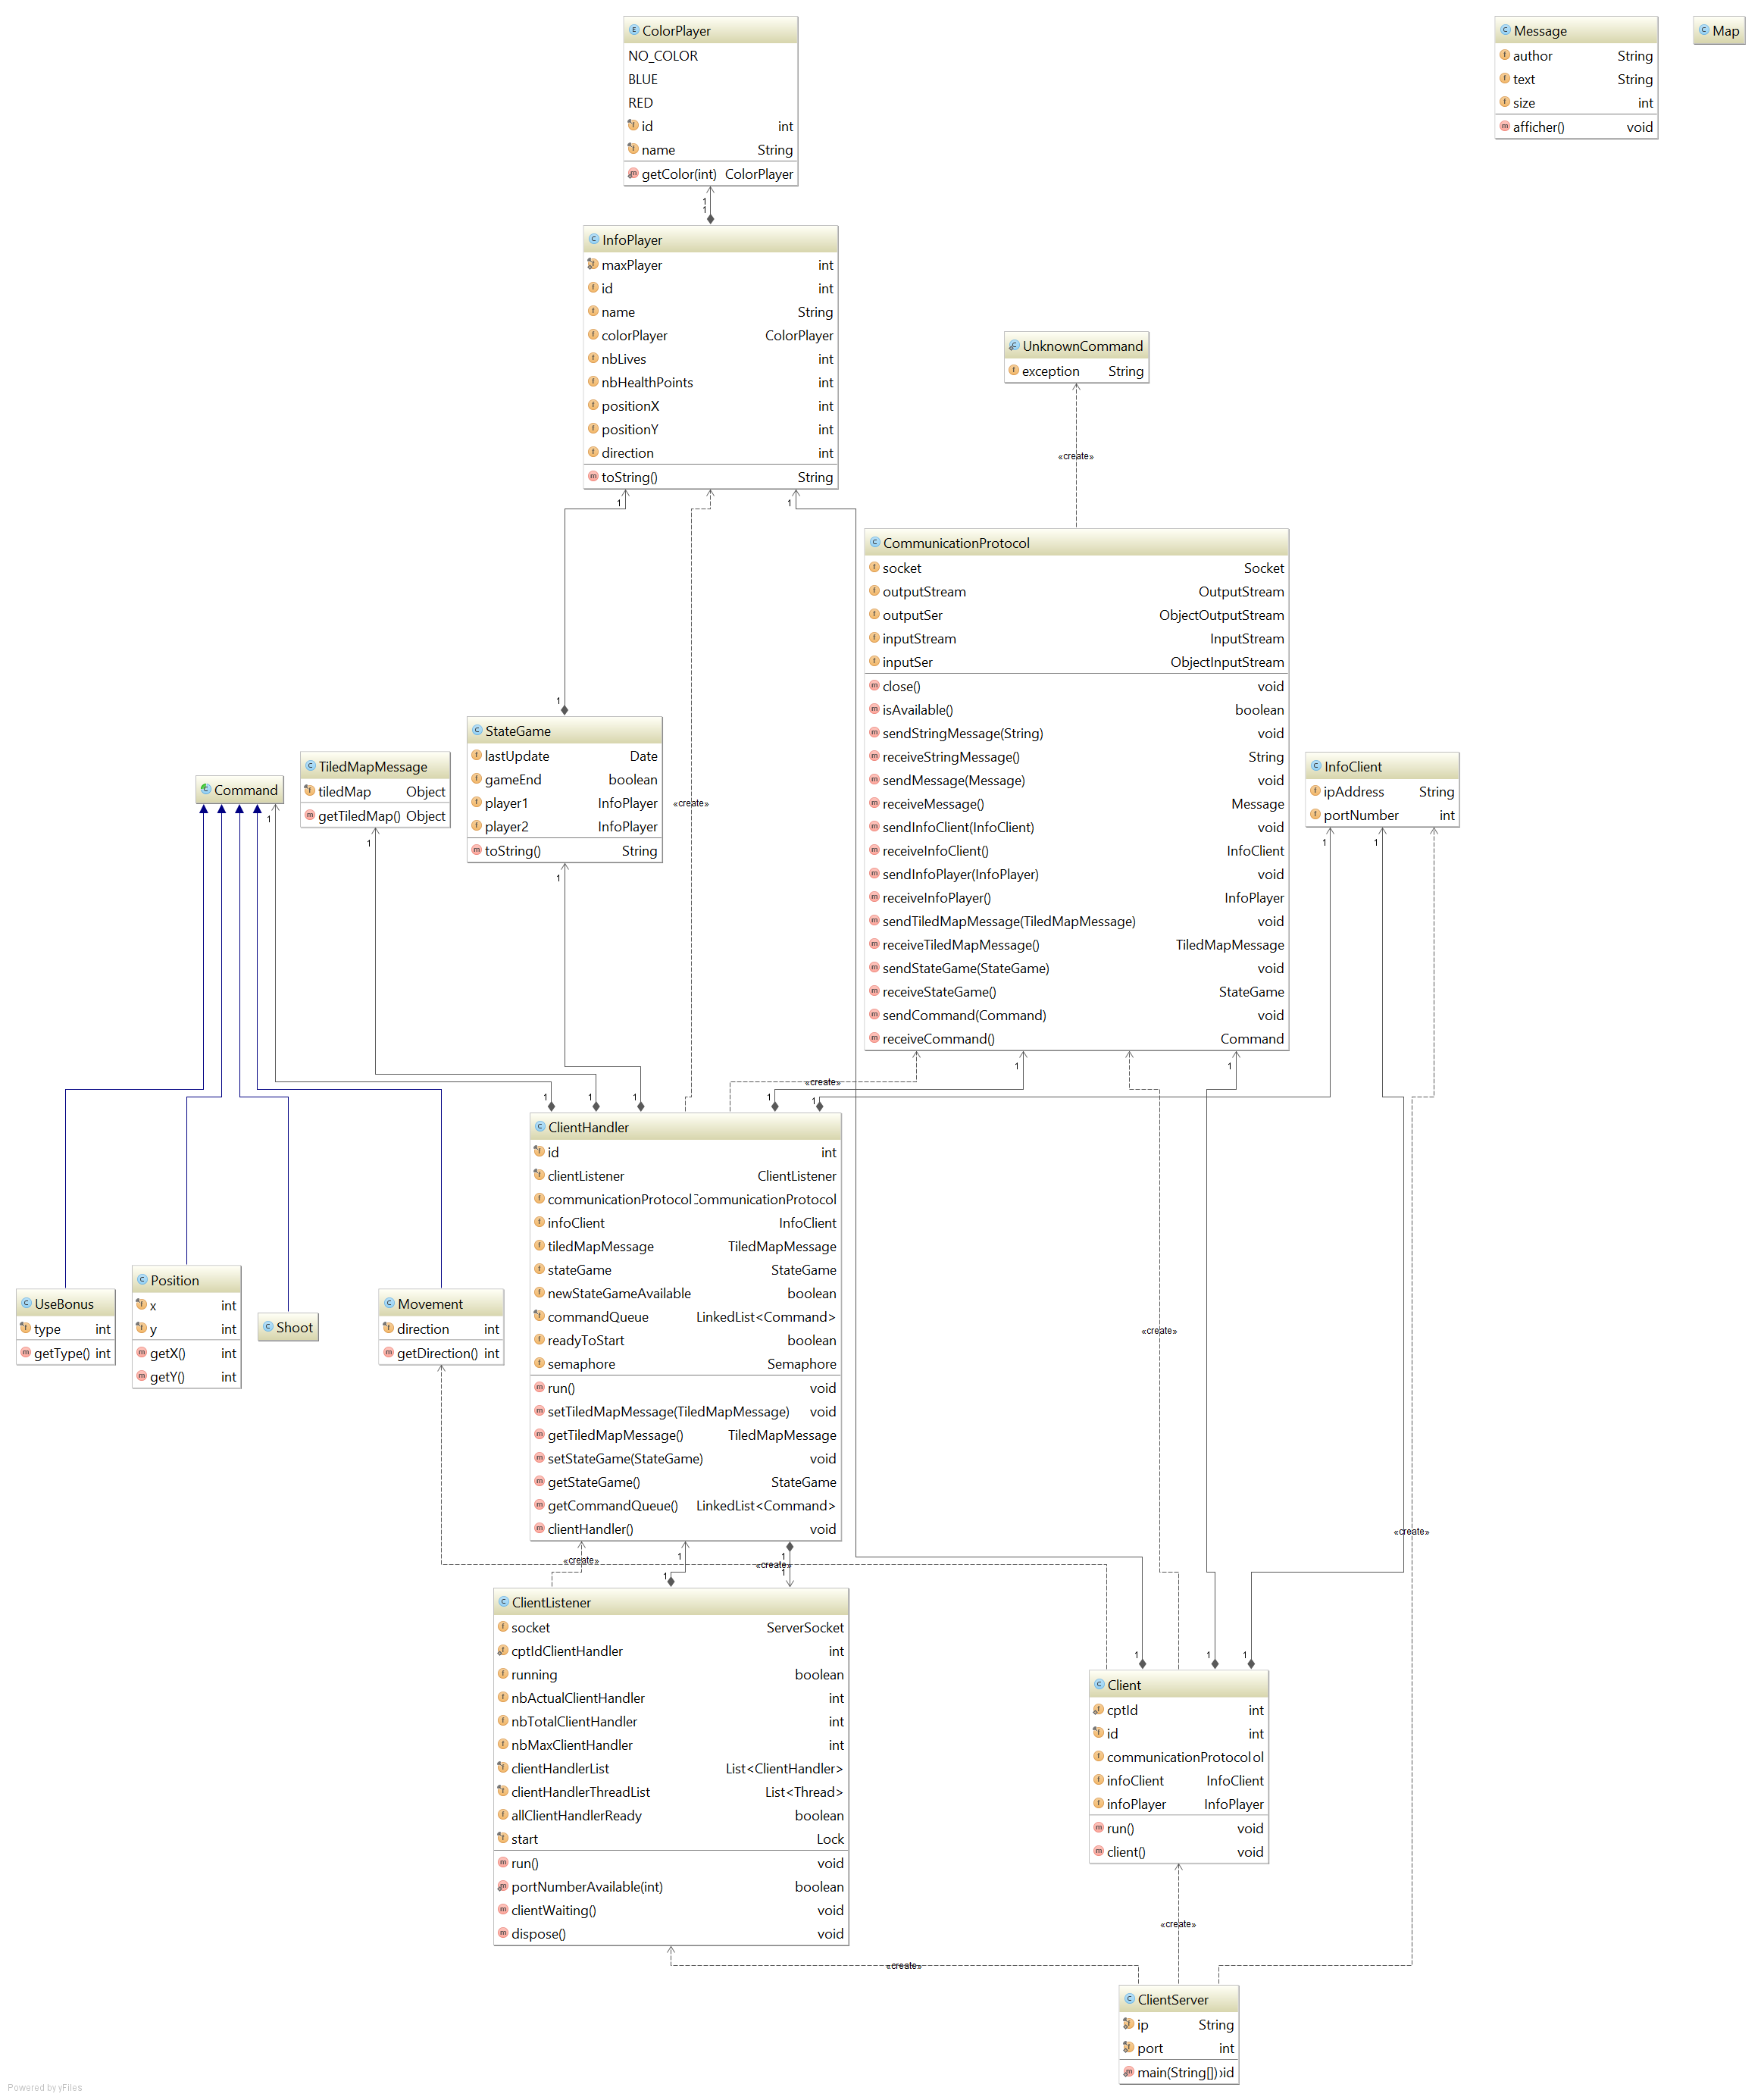 ColorPlayer
NO_COLOR
BLUE
RED
id int
name String
getColor(int) ColorPlayer
Message
author String
text String
size int
afficher() void
Map
1
1
InfoPlayer
maxPlayer int
id int
name String
colorPlayer ColorPlayer
nbLives int
nbHealthPoints int
positionX int
positionY int
direction int
toString() String
1
1
UnknownCommand
exception String
«create»
CommunicationProtocol
socket Socket
outputStream OutputStream
outputSer ObjectOutputStream
inputStream InputStream
inputSer ObjectInputStream
close() void
isAvailable() boolean
sendStringMessage(String) void
receiveStringMessage() String
sendMessage(Message) void
receiveMessage() Message
sendInfoClient(InfoClient) void
receiveInfoClient() InfoClient
sendInfoPlayer(InfoPlayer) void
receiveInfoPlayer() InfoPlayer
sendTiledMapMessage(TiledMapMessage) void
receiveTiledMapMessage() TiledMapMessage
sendStateGame(StateGame) void
receiveStateGame() StateGame
sendCommand(Command) void
receiveCommand() Command
1
StateGame
lastUpdate Date
gameEnd boolean
player1 InfoPlayer
player2 InfoPlayer
toString() String
«create»
TiledMapMessage
tiledMap Object
getTiledMap() Object
Command
InfoClient
ipAddress String
portNumber int
1
1
1
1
1
1
1
«create»
1
1
1
1
1
ClientHandler
id int
clientListener ClientListener
communicationProtocol CommunicationProtocol
infoClient InfoClient
tiledMapMessage TiledMapMessage
stateGame StateGame
newStateGameAvailable boolean
commandQueue LinkedList<Command>
readyToStart boolean
semaphore Semaphore
run() void
setTiledMapMessage(TiledMapMessage) void
getTiledMapMessage() TiledMapMessage
setStateGame(StateGame) void
getStateGame() StateGame
getCommandQueue() LinkedList<Command>
clientHandler() void
UseBonus
type int
getType() int
Position
x int
y int
getX() int
getY() int
Shoot
Movement
direction int
getDirection() int
«create»
«create»
«create»
1
1
«create»
1
1
ClientListener
socket ServerSocket
cptIdClientHandler int
running boolean
nbActualClientHandler int
nbTotalClientHandler int
nbMaxClientHandler int
clientHandlerList List<ClientHandler>
clientHandlerThreadList List<Thread>
allClientHandlerReady boolean
start Lock
run() void
portNumberAvailable(int) boolean
clientWaiting() void
dispose() void
1
1
1
Client
cptId int
id int
communicationProtocol ol
infoClient InfoClient
infoPlayer InfoPlayer
run() void
client() void
«create»
«create»
ClientServer
ip String
port int
main(String[]) oid
Powered by yFiles